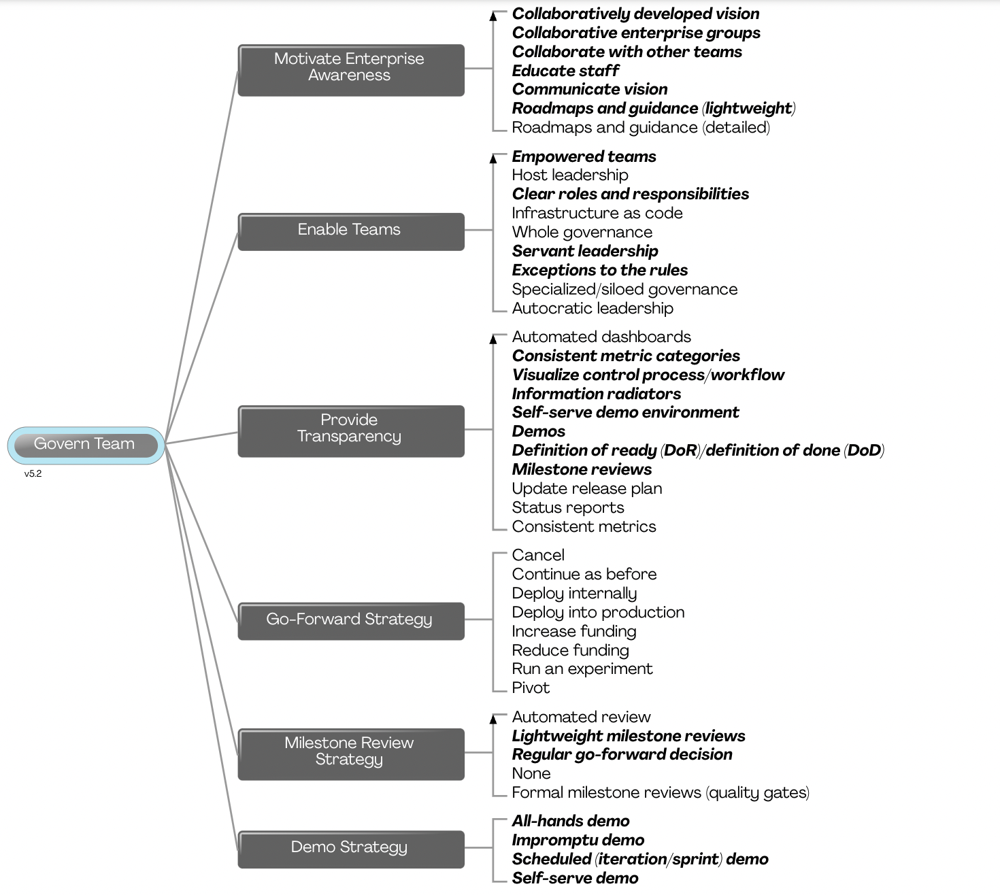 Govern Team
v5.2
Motivate Enterprise
Awareness
Collaboratively developed vision
Collaborative enterprise groups
Collaborate with other teams
Educate staff
Communicate vision
Roadmaps and guidance (lightweight)
Roadmaps and guidance (detailed)
Enable Teams
Empowered teams
Host leadership
Clear roles and responsibilities
Infrastructure as code
Whole governance
Servant leadership
Exceptions to the rules
Specialized/siloed governance
Autocratic leadership
Provide
Transparency
Automated dashboards
Consistent metric categories
Visualize control process/workflow
Information radiators
Self-serve demo environment
Demos
Definition of ready (DoR)/definition of done (DoD)
Milestone reviews
Update release plan
Status reports
Consistent metrics
Go-Forward Strategy
Cancel
Continue as before
Deploy internally
Deploy into production
Increase funding
Reduce funding
Run an experiment
Pivot
Milestone Review
Strategy
Automated review
Lightweight milestone reviews
Regular go-forward decision
None
Formal milestone reviews (quality gates)
Demo Strategy
All-hands demo
Impromptu demo
Scheduled (iteration/sprint) demo
Self-serve demo